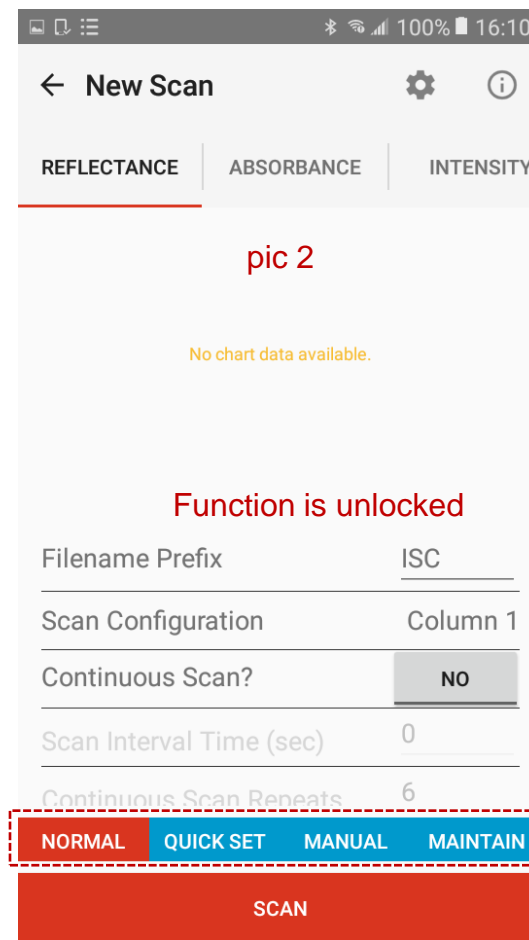 100% 16:10
New Scan
REFLECTANCE ABSORBANCE INTENSITY
pic 2
No chart data available.
Function is unlocked
Filename Prefix ISC
Scan Configuration Column 1
Continuous Scan? NO
Scan Interval Time (sec) 0
Continuous Scan Repeats 6
NORMAL QUICK SET MANUAL MAINTAIN
SCAN